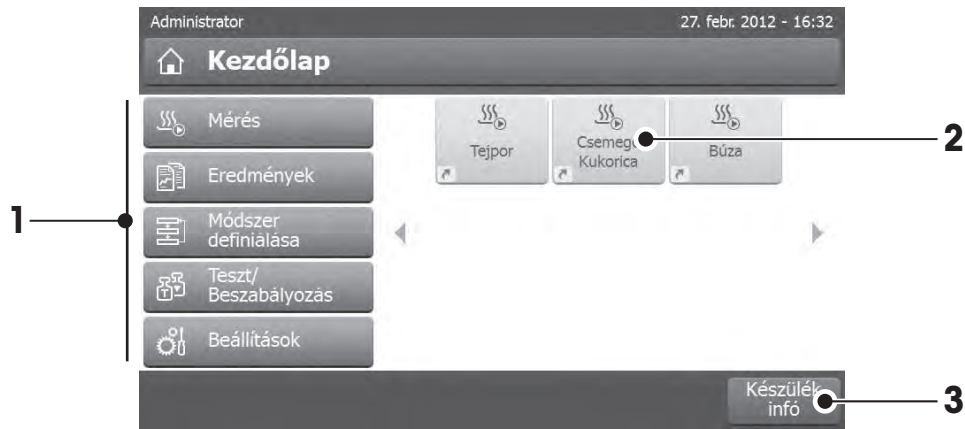 Administrator
27. febr. 2012 - 16:32
Kezdőlap
Mérés
Eredmények
Módszer
definiálása
Teszt/
Beszabályozás
Beállítások
Tejpor
Kukorica
Búza
Készülék
infó
1
2
3